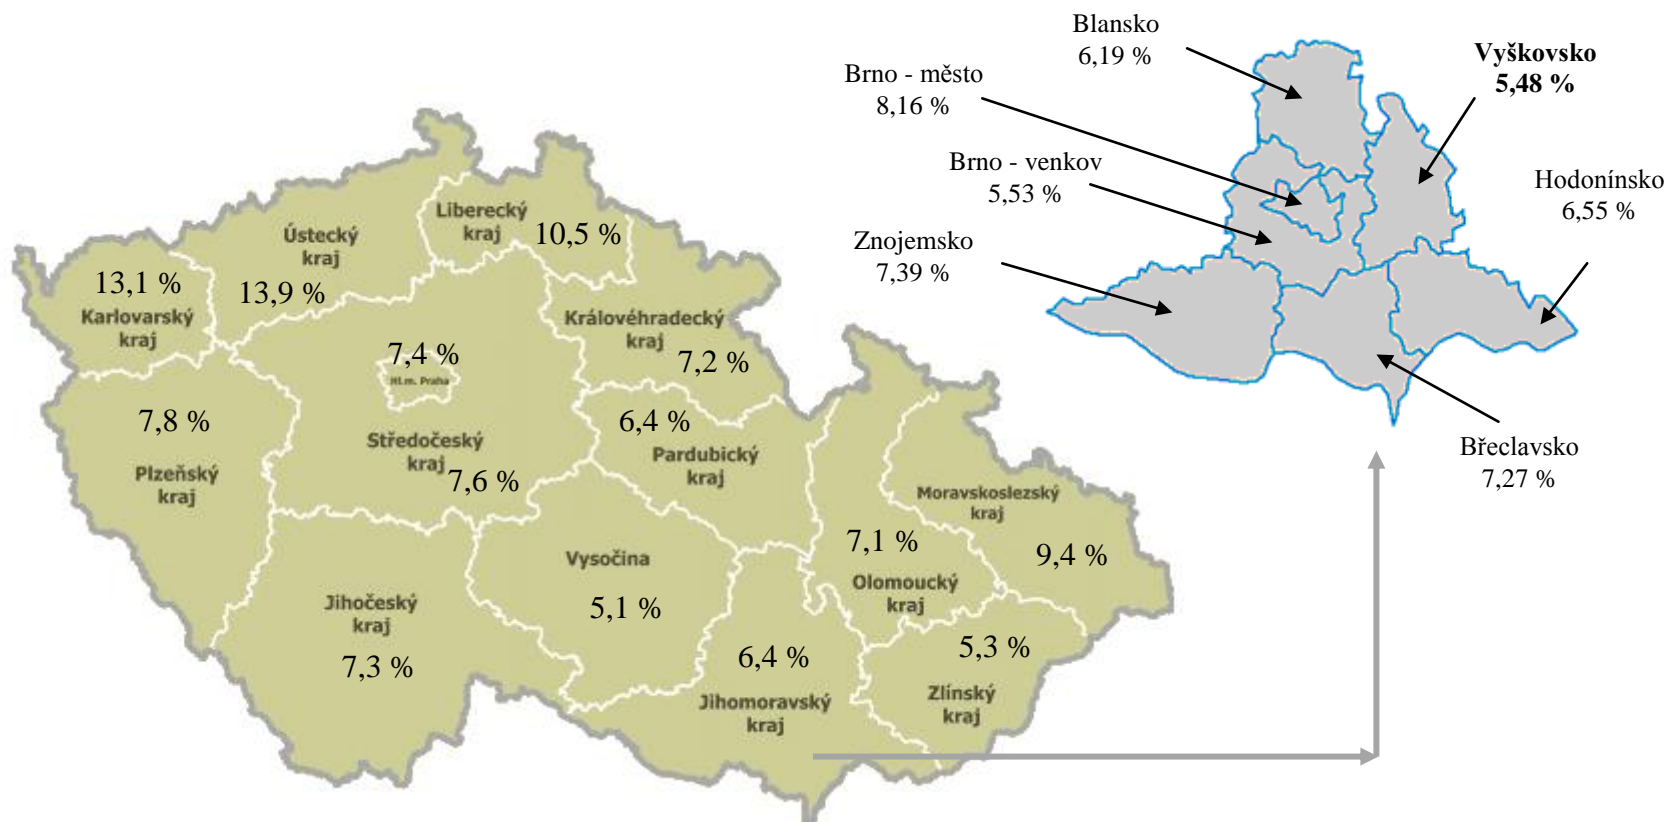 Blansko
6,19 %
Vyškovsko
5,48 %
Brno - město
8,16 %
Brno - venkov
5,53 %
Hodonínsko
6,55 %
Znojemsko
7,39 %
Břeclavsko
7,27 %
Liberecký
kraj
10,5 %
Ústecký
kraj
13,9 %
13,1 %
Karlovarský
kraj
Královéhradecký
kraj
7,2 %
7,4 %
Hl.m. Praha
7,8 %
Plzeňský
kraj
Středočeský
kraj
7,6 %
6,4 %
Pardubický
kraj
Moravskoslezský
kraj
9,4 %
7,1 %
Olomoucký
kraj
Vysočina
5,1 %
Jihočeský
kraj
7,3 %
6,4 %
Jihomoravský
kraj
5,3 %
Zlínský
kraj